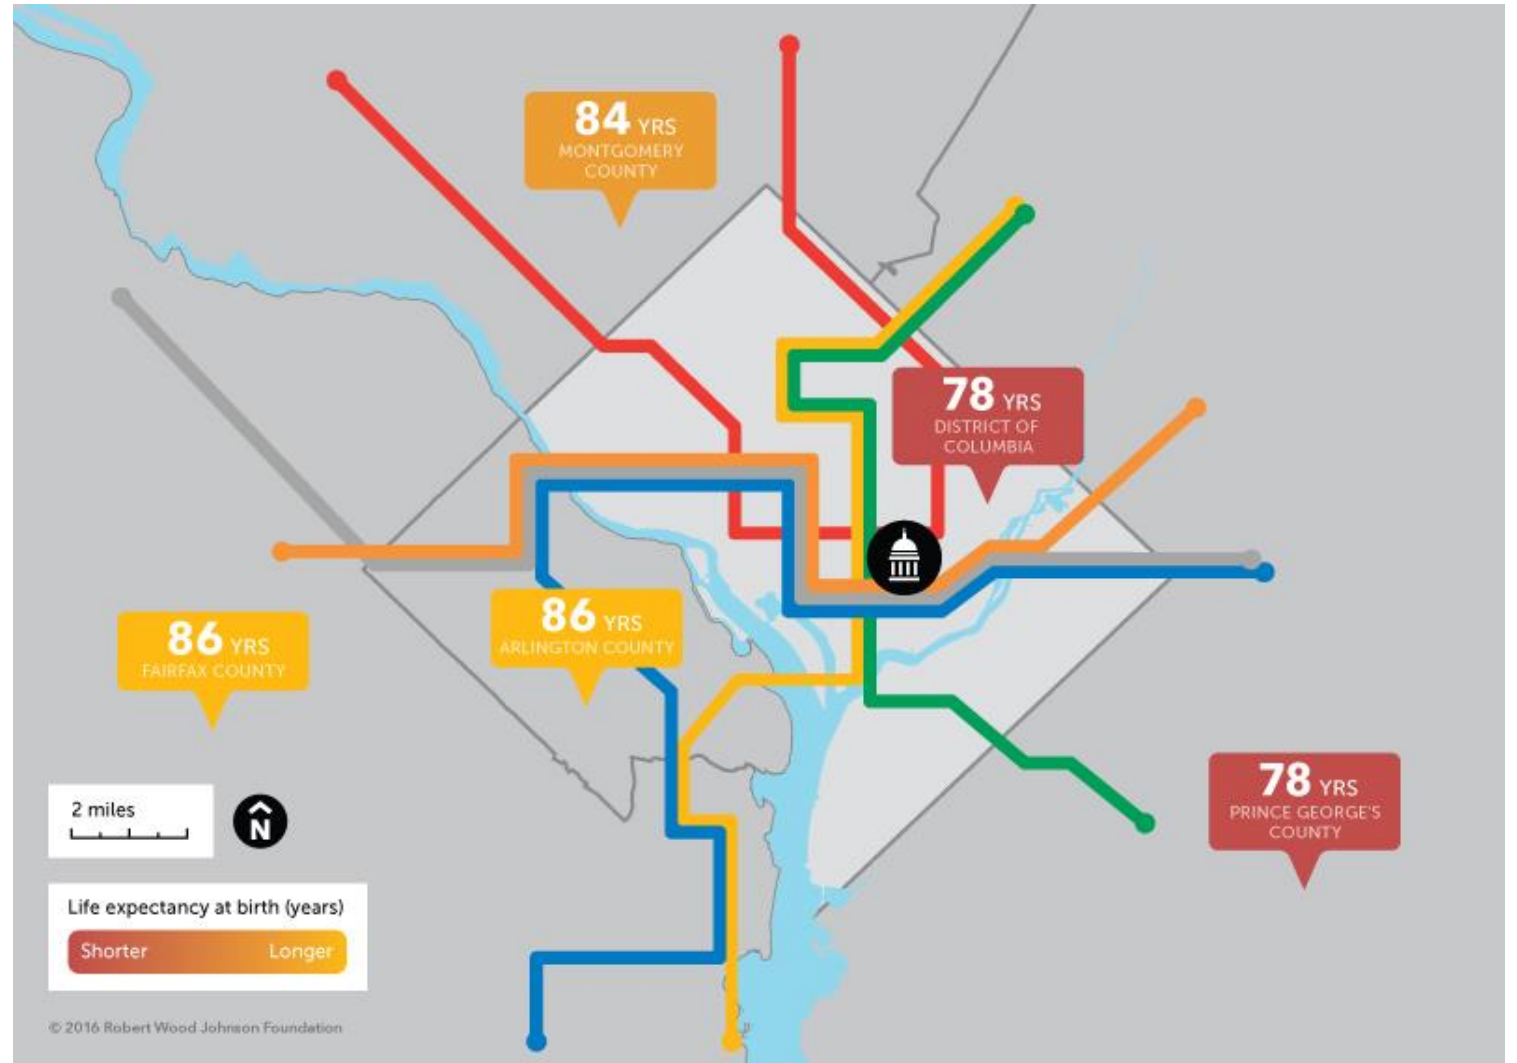 84 YRS
MONTGOMERY
COUNTY
78 YRS
DISTRICT OF
COLUMBIA
86 YRS
FAIRFAX COUNTY
86 YRS
ARLINGTON COUNTY
78 YRS
PRINCE GEORGE'S
COUNTY
2 miles
N
Life expectancy at birth (years)
Shorter Longer
© 2016 Robert Wood Johnson Foundation